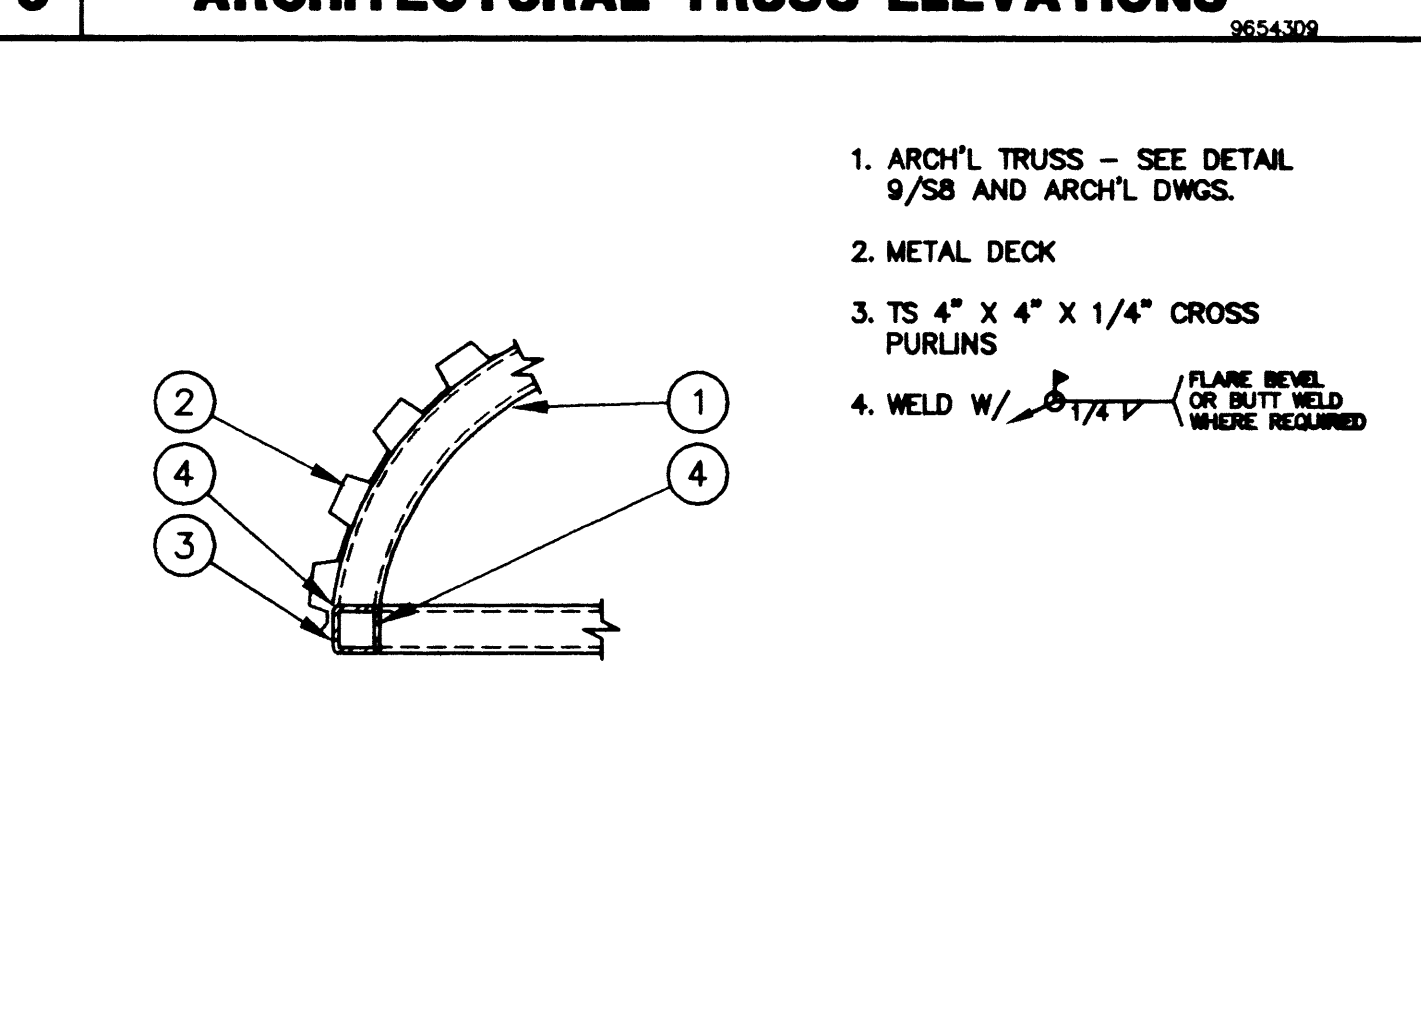 ARCHITECTURAL TRUSS ELEVATIONS
9654309
1. ARCH'L TRUSS – SEE DETAIL
9/S8 AND ARCH'L DWGS.
2. METAL DECK
3. TS 4" X 4" X 1/4" CROSS
PURLINS
4. WELD W/ 1/4
FLARE BEVEL
OR BUTT WELD
WHERE REQUIRED
2
1
4
4
3